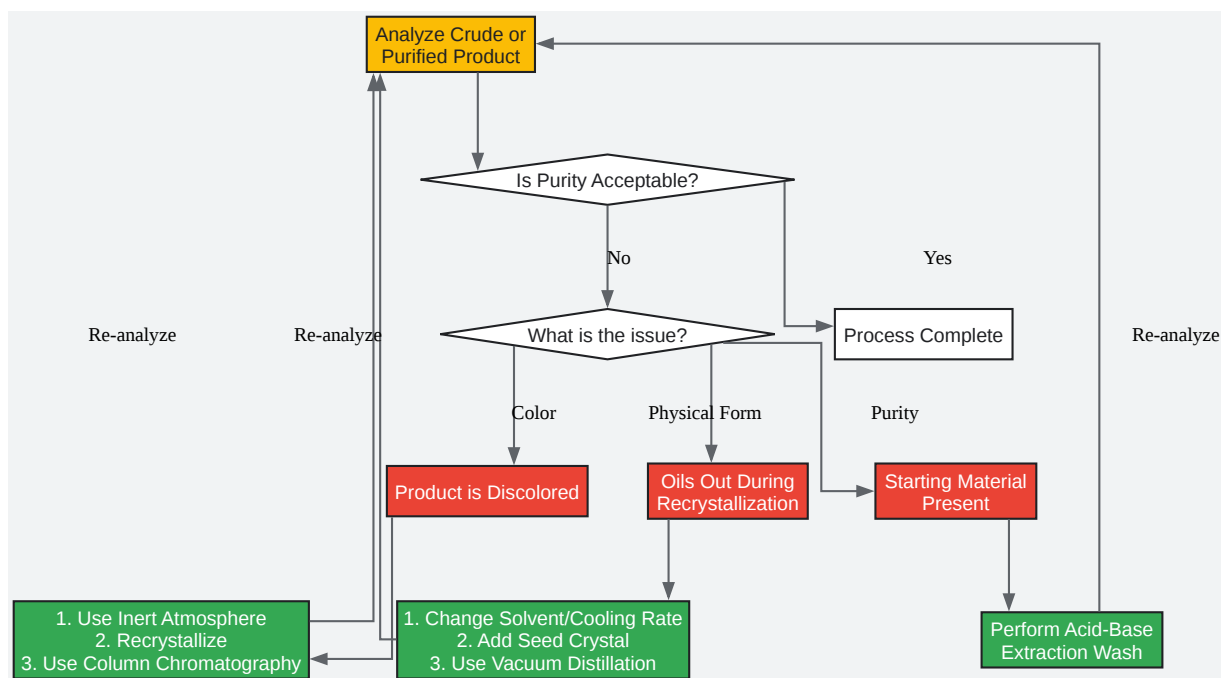 Analyze Crude or
Purified Product
Is Purity Acceptable?
No
Yes
Re-analyze
Re-analyze
What is the issue?
Process Complete
Re-analyze
Color
Physical Form
Purity
Product is Discolored
Oils Out During
Recrystallization
Starting Material
Present
1. Use Inert Atmosphere
2. Recrystallize
3. Use Column Chromatography
1. Change Solvent/Cooling Rate
2. Add Seed Crystal
3. Use Vacuum Distillation
Perform Acid-Base
Extraction Wash